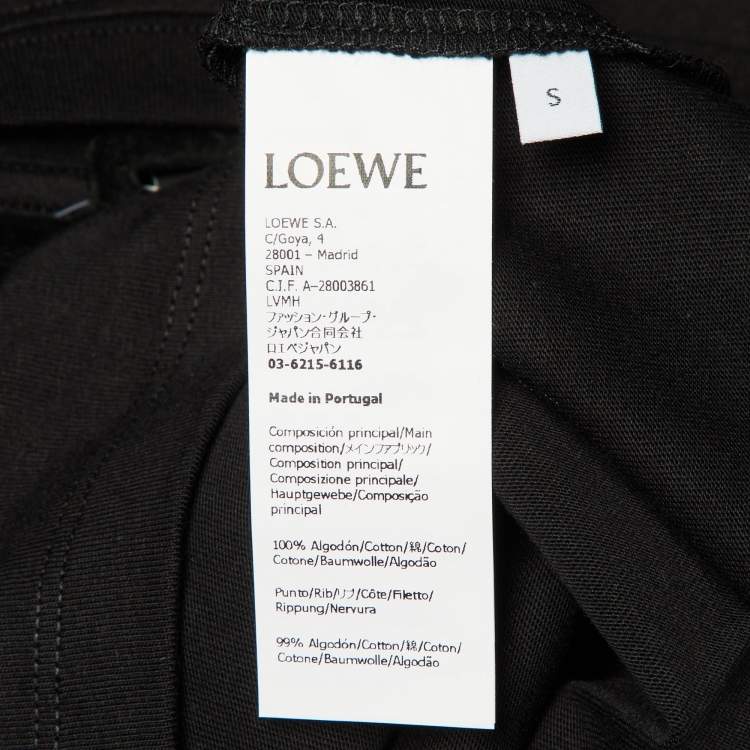 S
LOEWE
LOEWE S.A.
C/Goya, 4
28001 – Madrid
SPAIN
C.I.F. A-28003861
LVMH
ファッション・グループ・
ジャパン合同会社
ロエベジャパン
03-6215-6116
Made in Portugal
Composición principal/Main
composition/メインファブリック/
Composition principal/
Composizione principale/
Hauptgewebe/Composição
principal
100% Algodón/Cotton/綿/Coton/
Cotone/Baumwolle/Algodão
Punto/Rib/リブ/Côte/Filetto/
Rippung/Nervura
99% Algodón/Cotton/綿/Coton/
Cotone/Baumwolle/Algodão